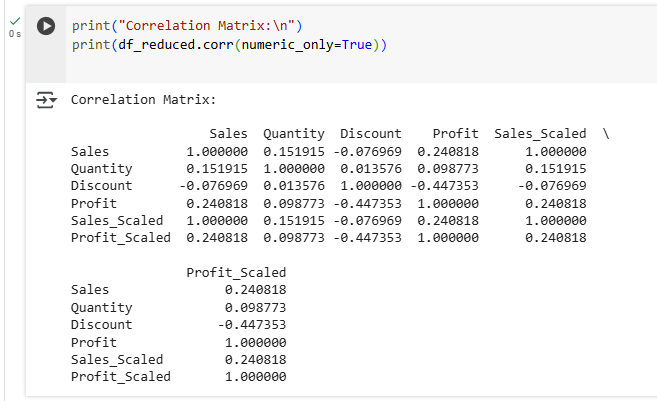 0s
print("Correlation Matrix:\n")
print(df_reduced.corr(numeric_only=True))
Correlation Matrix:
Sales Quantity Discount Profit Sales_Scaled \
Sales 1.000000 0.151915 -0.076969 0.240818 1.000000
Quantity 0.151915 1.000000 0.013576 0.098773 0.151915
Discount -0.076969 0.013576 1.000000 -0.447353 -0.076969
Profit 0.240818 0.098773 -0.447353 1.000000 0.240818
Sales_Scaled 1.000000 0.151915 -0.076969 0.240818 1.000000
Profit_Scaled 0.240818 0.098773 -0.447353 1.000000 0.240818
Profit_Scaled
Sales 0.240818
Quantity 0.098773
Discount -0.447353
Profit 1.000000
Sales_Scaled 0.240818
Profit_Scaled 1.000000